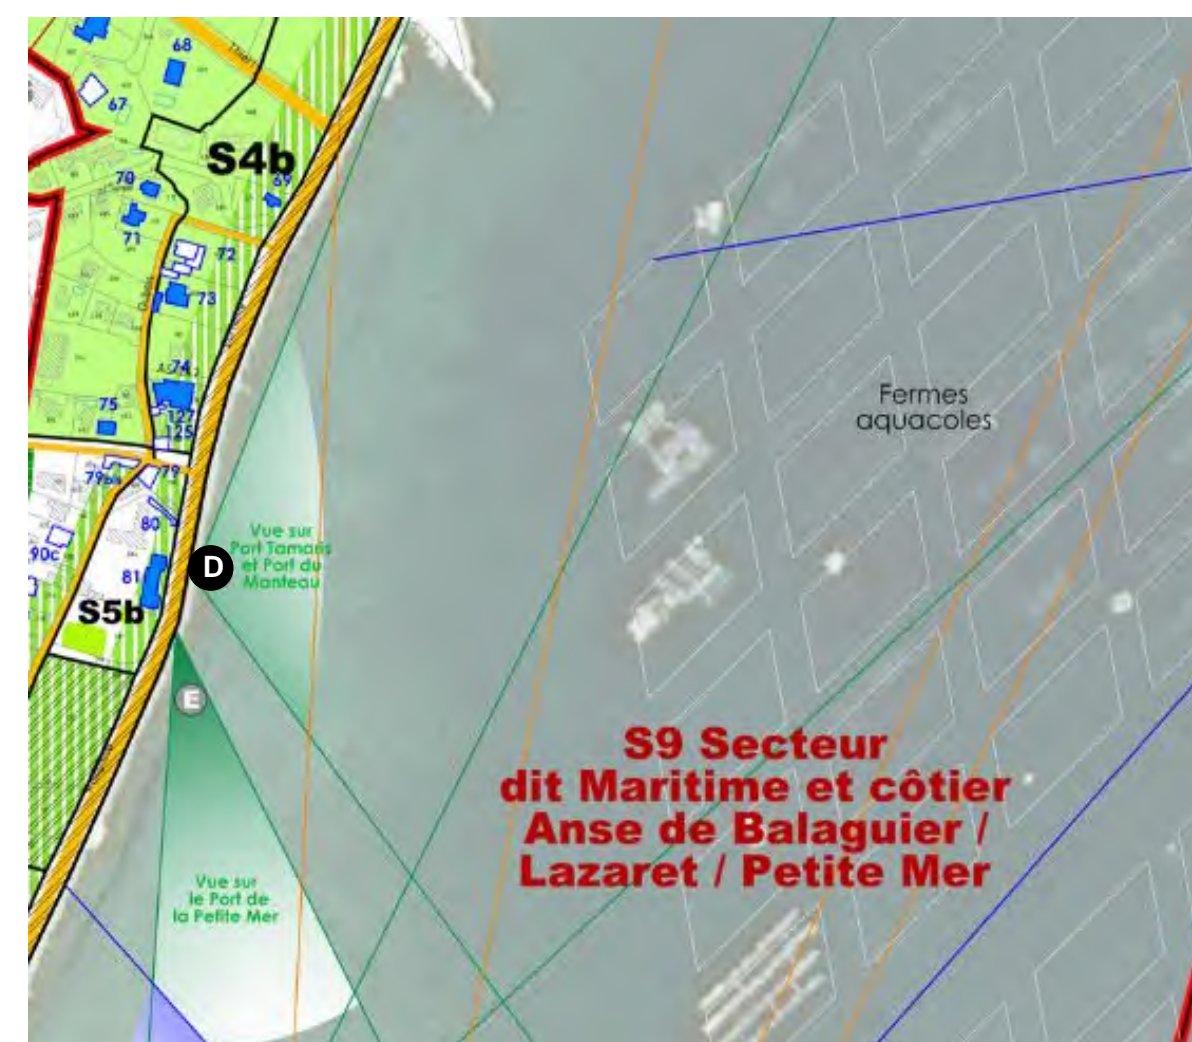 68
67
S4b
70
69
71
72
73
74
75
127
125
79
79bis
80
90c
81
S5b
D
Vue sur
Port Tamaris
et Port du
Manteau
E
Fermes
aquacoles
S9 Secteur
dit Maritime et côtier
Anse de Balaguier /
Lazaret / Petite Mer
Vue sur
le Port de
la Petite Mer